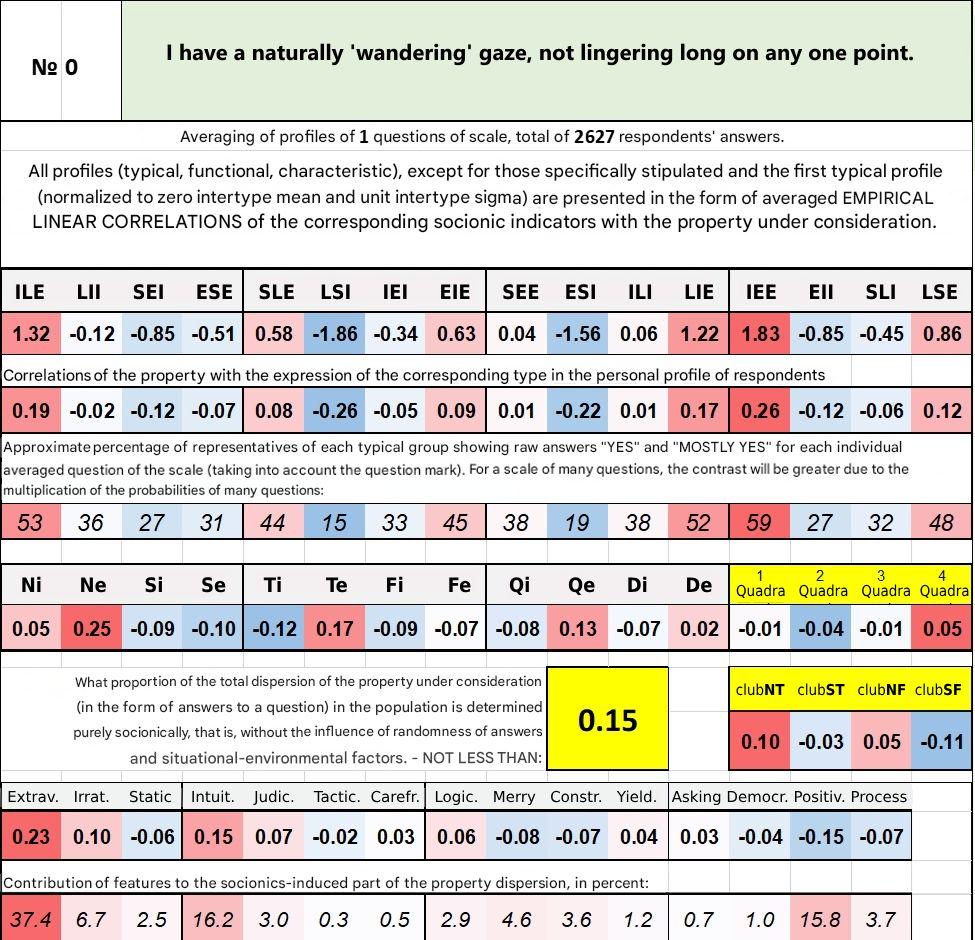 № 0
I have a naturally 'wandering' gaze, not lingering long on any one point.
Averaging of profiles of 1 questions of scale, total of 2627 respondents' answers.
All profiles (typical, functional, characteristic), except for those specifically stipulated and the first typical profile
(normalized to zero intertype mean and unit intertype sigma) are presented in the form of averaged EMPIRICAL
LINEAR CORRELATIONS of the corresponding socionic indicators with the property under consideration.
ILE LII SEI ESE SLE LSI IEI EIE SEE ESI ILI LIE IEE EII SLI LSE
1.32 -0.12 -0.85 -0.51 0.58 -1.86 -0.34 0.63 0.04 -1.56 0.06 1.22 1.83 -0.85 -0.45 0.86
Correlations of the property with the expression of the corresponding type in the personal profile of respondents
0.19 -0.02 -0.12 -0.07 0.08 -0.26 -0.05 0.09 0.01 -0.22 0.01 0.17 0.26 -0.12 -0.06 0.12
Approximate percentage of representatives of each typical group showing raw answers "YES" and "MOSTLY YES" for each individual
averaged question of the scale (taking into account the question mark). For a scale of many questions, the contrast will be greater due to the
multiplication of the probabilities of many questions:
53 36 27 31 44 15 33 45 38 19 38 52 59 27 32 48
Ni Ne Si Se Ti Te Fi Fe Qi Qe Di De 1 Quadra 2 Quadra 3 Quadra 4 Quadra
0.05 0.25 -0.09 -0.10 -0.12 0.17 -0.09 -0.07 -0.08 0.13 -0.07 0.02 -0.01 -0.04 -0.01 0.05
What proportion of the total dispersion of the property under consideration
(in the form of answers to a question) in the population is determined
purely socionically, that is, without the influence of randomness of answers
and situational-environmental factors. - NOT LESS THAN:
0.15
clubNT clubST clubNF clubSF
0.10 -0.03 0.05 -0.11
Extrav. Irrat. Static Intuit. Judic. Tactic. Carefr. Logic. Merry Constr. Yield. Asking Democr. Positiv. Process
0.23 0.10 -0.06 0.15 0.07 -0.02 0.03 0.06 -0.08 -0.07 0.04 0.03 -0.04 -0.15 -0.07
Contribution of features to the socionics-induced part of the property dispersion, in percent:
37.4 6.7 2.5 16.2 3.0 0.3 0.5 2.9 4.6 3.6 1.2 0.7 1.0 15.8 3.7